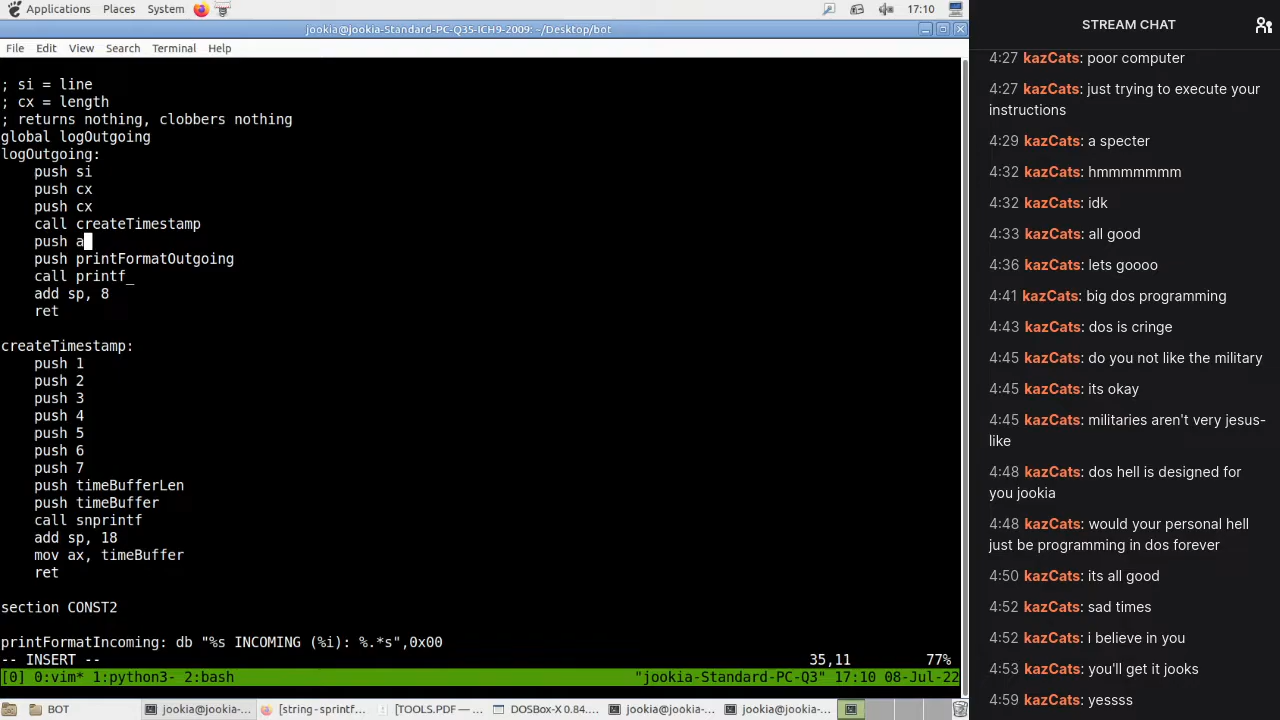 Applications Places System 17:10
jookia@jookia-Standard-PC-Q35-ICH9-2009: ~/Desktop/bot
File Edit View Search Terminal Help
; si = line
; cx = length
; returns nothing, clobbers nothing
global logOutgoing
logOutgoing:
push si
push cx
push cx
call createTimestamp
push a
push printFormatOutgoing
call printf_
add sp, 8
ret
createTimestamp:
push 1
push 2
push 3
push 4
push 5
push 6
push 7
push timeBufferLen
push timeBuffer
call snprintf
add sp, 18
mov ax, timeBuffer
ret
section CONST2
printFormatIncoming: db "%s INCOMING (%i): %.*s",0x00
-- INSERT -- 35,11 77%
[0] 0:vim* 1:python3- 2:bash "jookia-Standard-PC-Q3" 17:10 08-Jul-22
BOT jookia@jookia-... [string - srintf... [TOOLS.PDF —... DOSBox-X 0.84.... jookia@jookia-... jookia@jookia-...
STREAM CHAT
4:27 kazCats: poor computer
4:27 kazCats: just trying to execute your
instructions
4:29 kazCats: a specter
4:32 kazCats: hmmmmmmm
4:32 kazCats: idk
4:33 kazCats: all good
4:36 kazCats: lets goooo
4:41 kazCats: big dos programming
4:43 kazCats: dos is cringe
4:45 kazCats: do you not like the military
4:45 kazCats: its okay
4:45 kazCats: militaries aren't very jesus-
like
4:48 kazCats: dos hell is designed for
you jookia
4:48 kazCats: would your personal hell
just be programming in dos forever
4:50 kazCats: its all good
4:52 kazCats: sad times
4:52 kazCats: i believe in you
4:53 kazCats: you'll get it jooks
4:59 kazCats: yessss